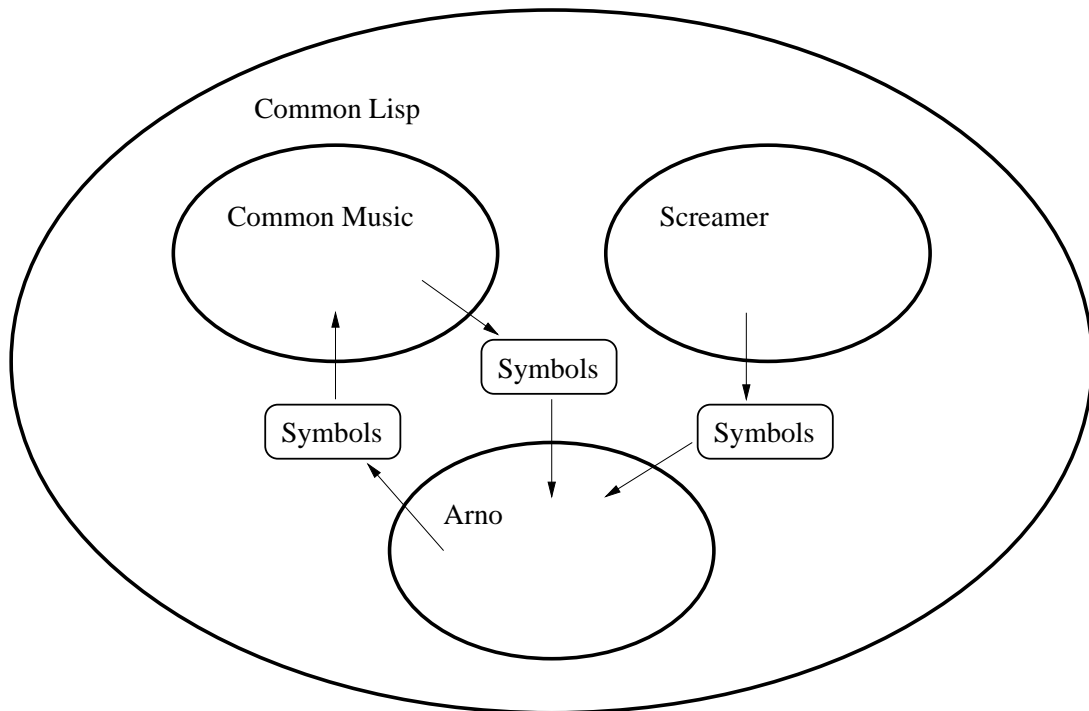 Common Lisp
Common Music
Screamer
Symbols
Symbols
Symbols
Arno